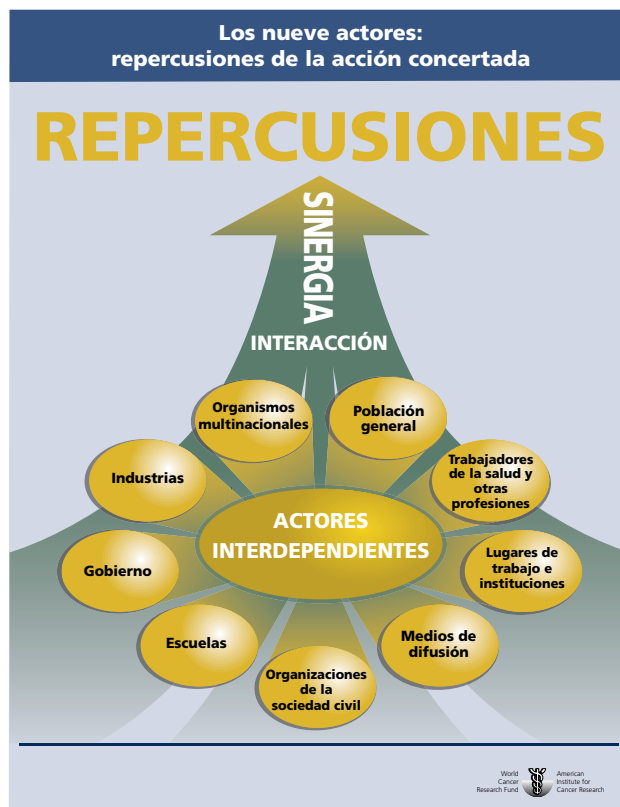 Los nueve actores:
repercusiones de la acción concertada
REPERCUSIONES
SINERGIA
INTERACCIÓN
Organismos
multinacionales
Población
general
Industrias
Trabajadores
de la salud y
otras
profesiones
ACTORES
INTERDEPENDIENTES
Gobierno
Lugares de
trabajo e
instituciones
Escuelas
Medios de
difusión
Organizaciones
de la
sociedad civil
World
Cancer
Research Fund
American
Institute for
Cancer Research